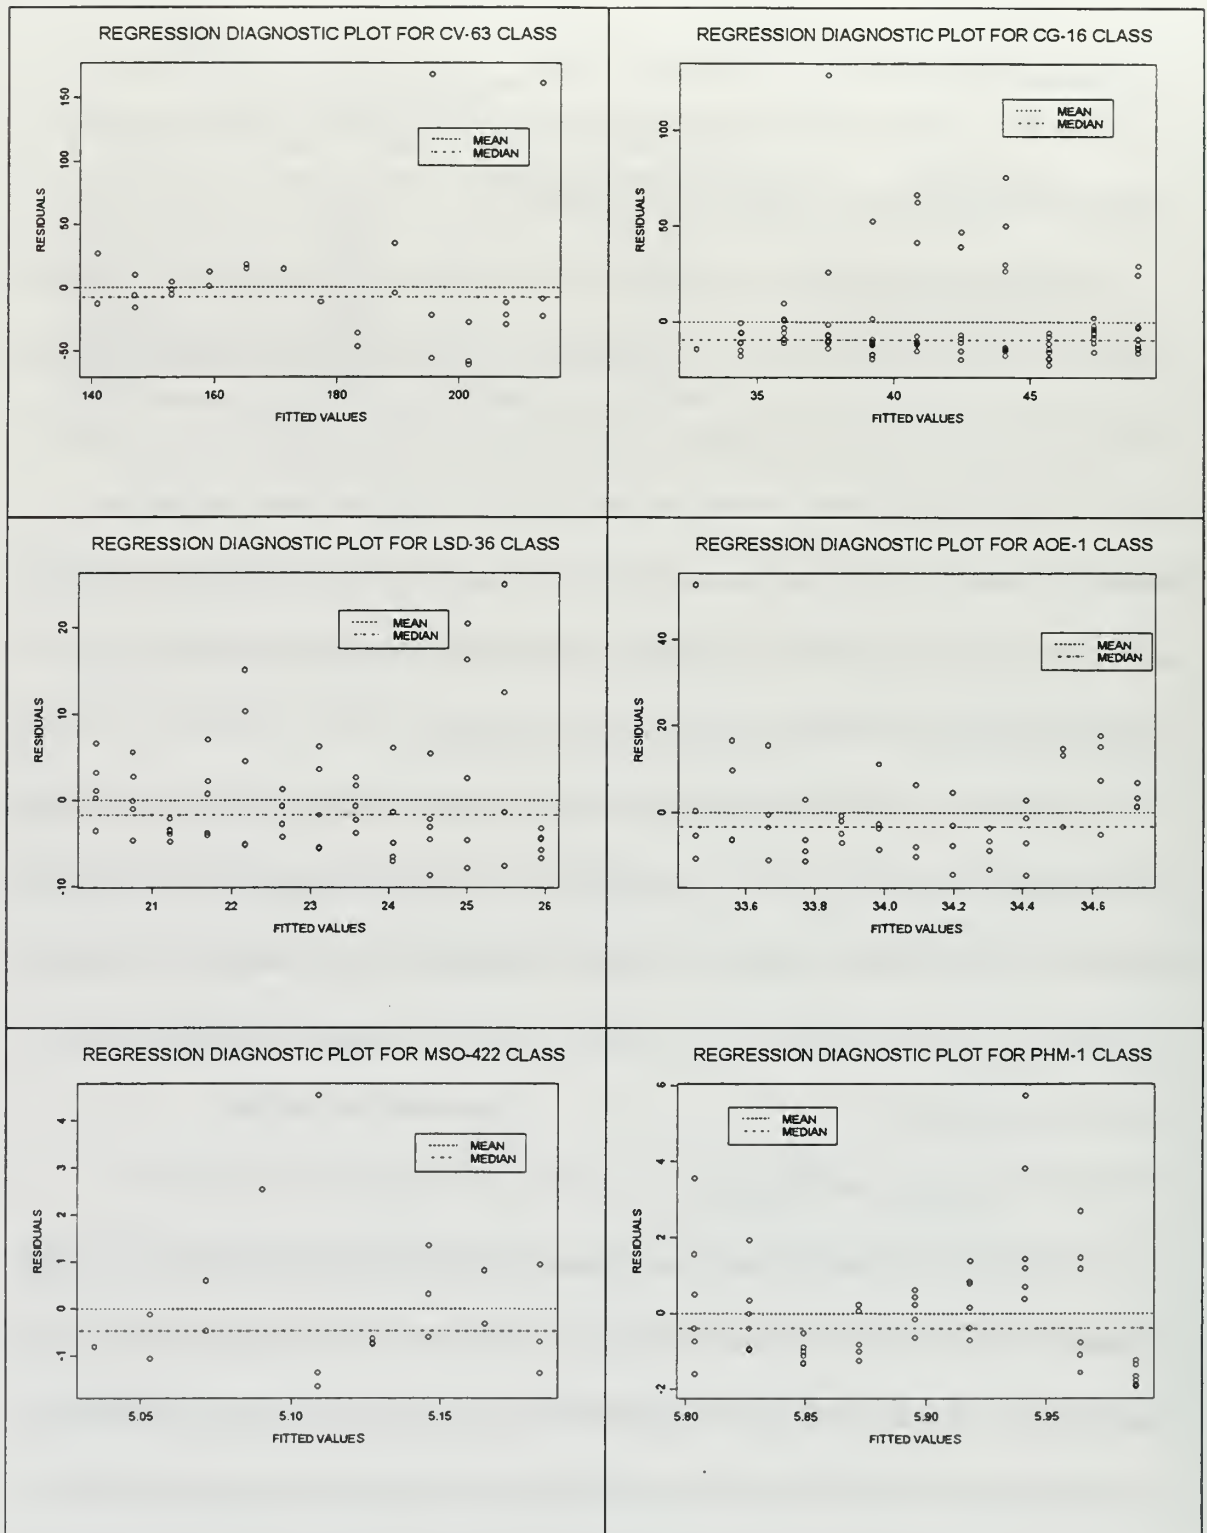 REGRESSION DIAGNOSTIC PLOT FOR CV-63 CLASS
RESIDUALS
150
100
50
0
-50
MEAN
MEDIAN
140 160 180 200
FITTED VALUES
REGRESSION DIAGNOSTIC PLOT FOR CG-16 CLASS
RESIDUALS
100
50
0
MEAN
MEDIAN
35 40 45
FITTED VALUES
REGRESSION DIAGNOSTIC PLOT FOR LSD-36 CLASS
RESIDUALS
20
10
0
-10
MEAN
MEDIAN
21 22 23 24 25 26
FITTED VALUES
REGRESSION DIAGNOSTIC PLOT FOR AOE-1 CLASS
RESIDUALS
40
20
0
MEAN
MEDIAN
33.6 33.8 34.0 34.2 34.4 34.6
FITTED VALUES
REGRESSION DIAGNOSTIC PLOT FOR MSO-422 CLASS
RESIDUALS
4
3
2
1
0
-1
MEAN
MEDIAN
5.05 5.10 5.15
FITTED VALUES
REGRESSION DIAGNOSTIC PLOT FOR PHM-1 CLASS
RESIDUALS
6
4
2
0
-2
MEAN
MEDIAN
5.80 5.85 5.90 5.95
FITTED VALUES